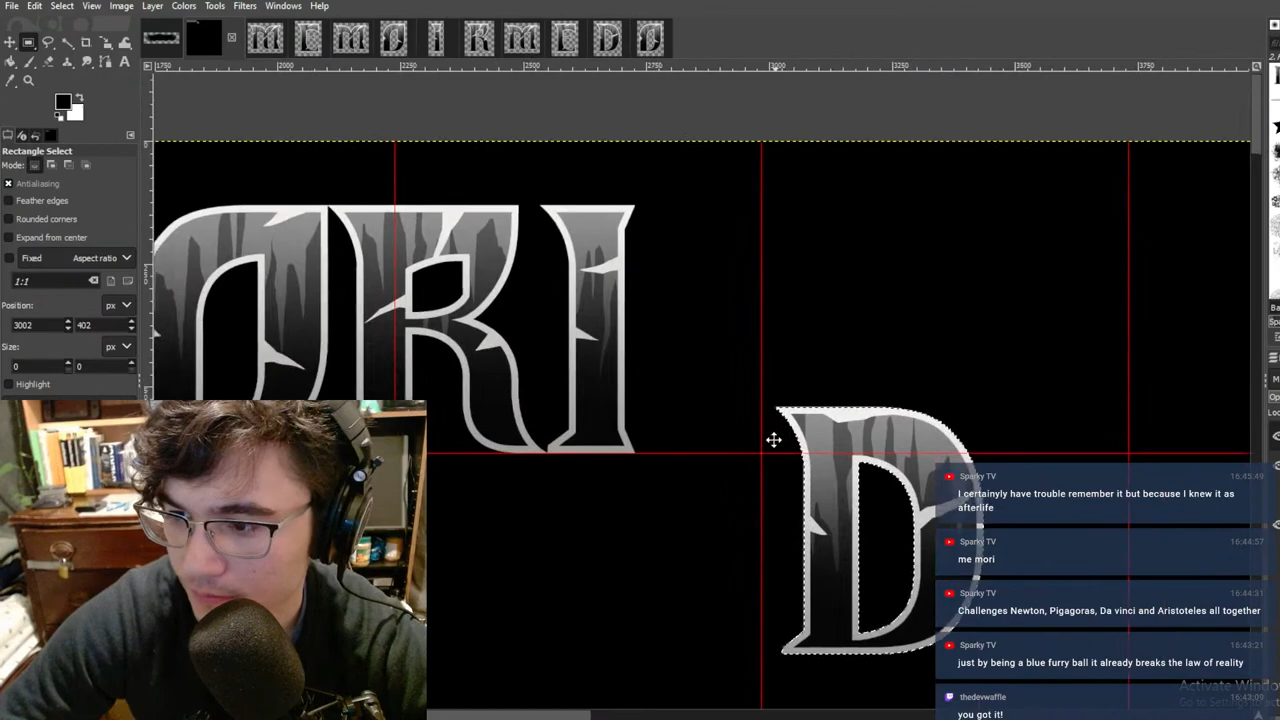 File Edit Select View Image Layer Colors Tools Filters Windows Help
1750 2000 2250 2500 2750 3000 3250 3500 3750
Rectangle Select
Mode:
Antialiasing
Feather edges
Rounded corners
Expand from center
Fixed Aspect ratio
1:1
Position: px
3002 402
Size: px
0 0
Highlight
ORI
D
Sparky TV 16:45:49
I certainyly have trouble remember it but because I knew it as
afterlife
Sparky TV 16:44:57
me mori
Sparky TV 16:44:31
Challenges Newton, Pigagoras, Da vinci and Aristoteles all together
Sparky TV 16:43:21
just by being a blue furry ball it already breaks the law of reality
thedevwaffle 16:43:09
you got it!
Activate Windo